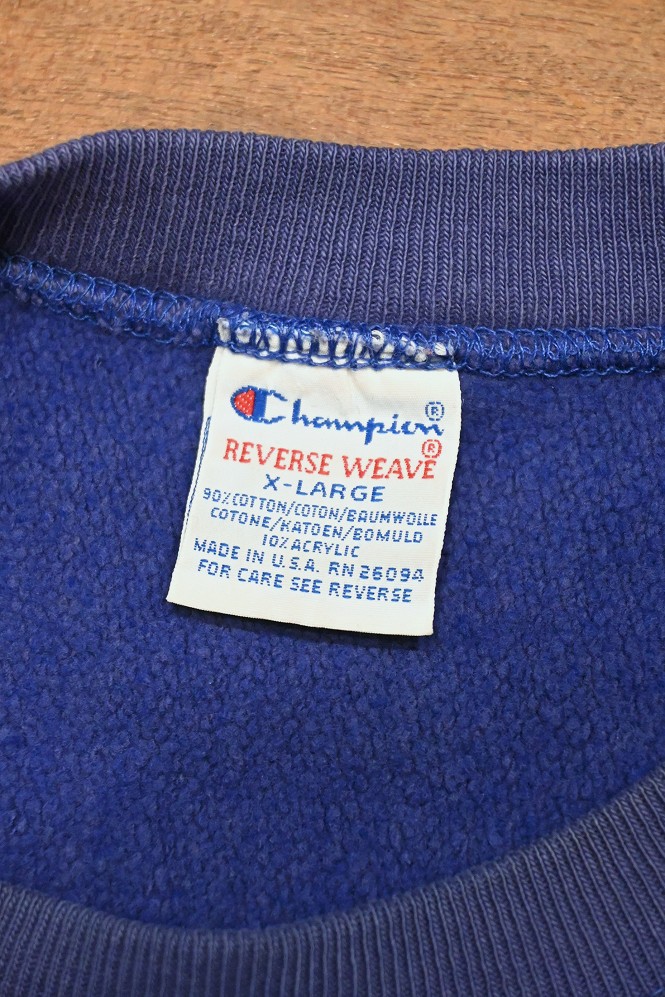 Champion®
REVERSE WEAVE®
X-LARGE
90% COTTON/COTON/BAUMWOLLE
COTONE/KATOEN/BOMULD
10% ACRYLIC
MADE IN U.S.A. RN 26094
FOR CARE SEE REVERSE